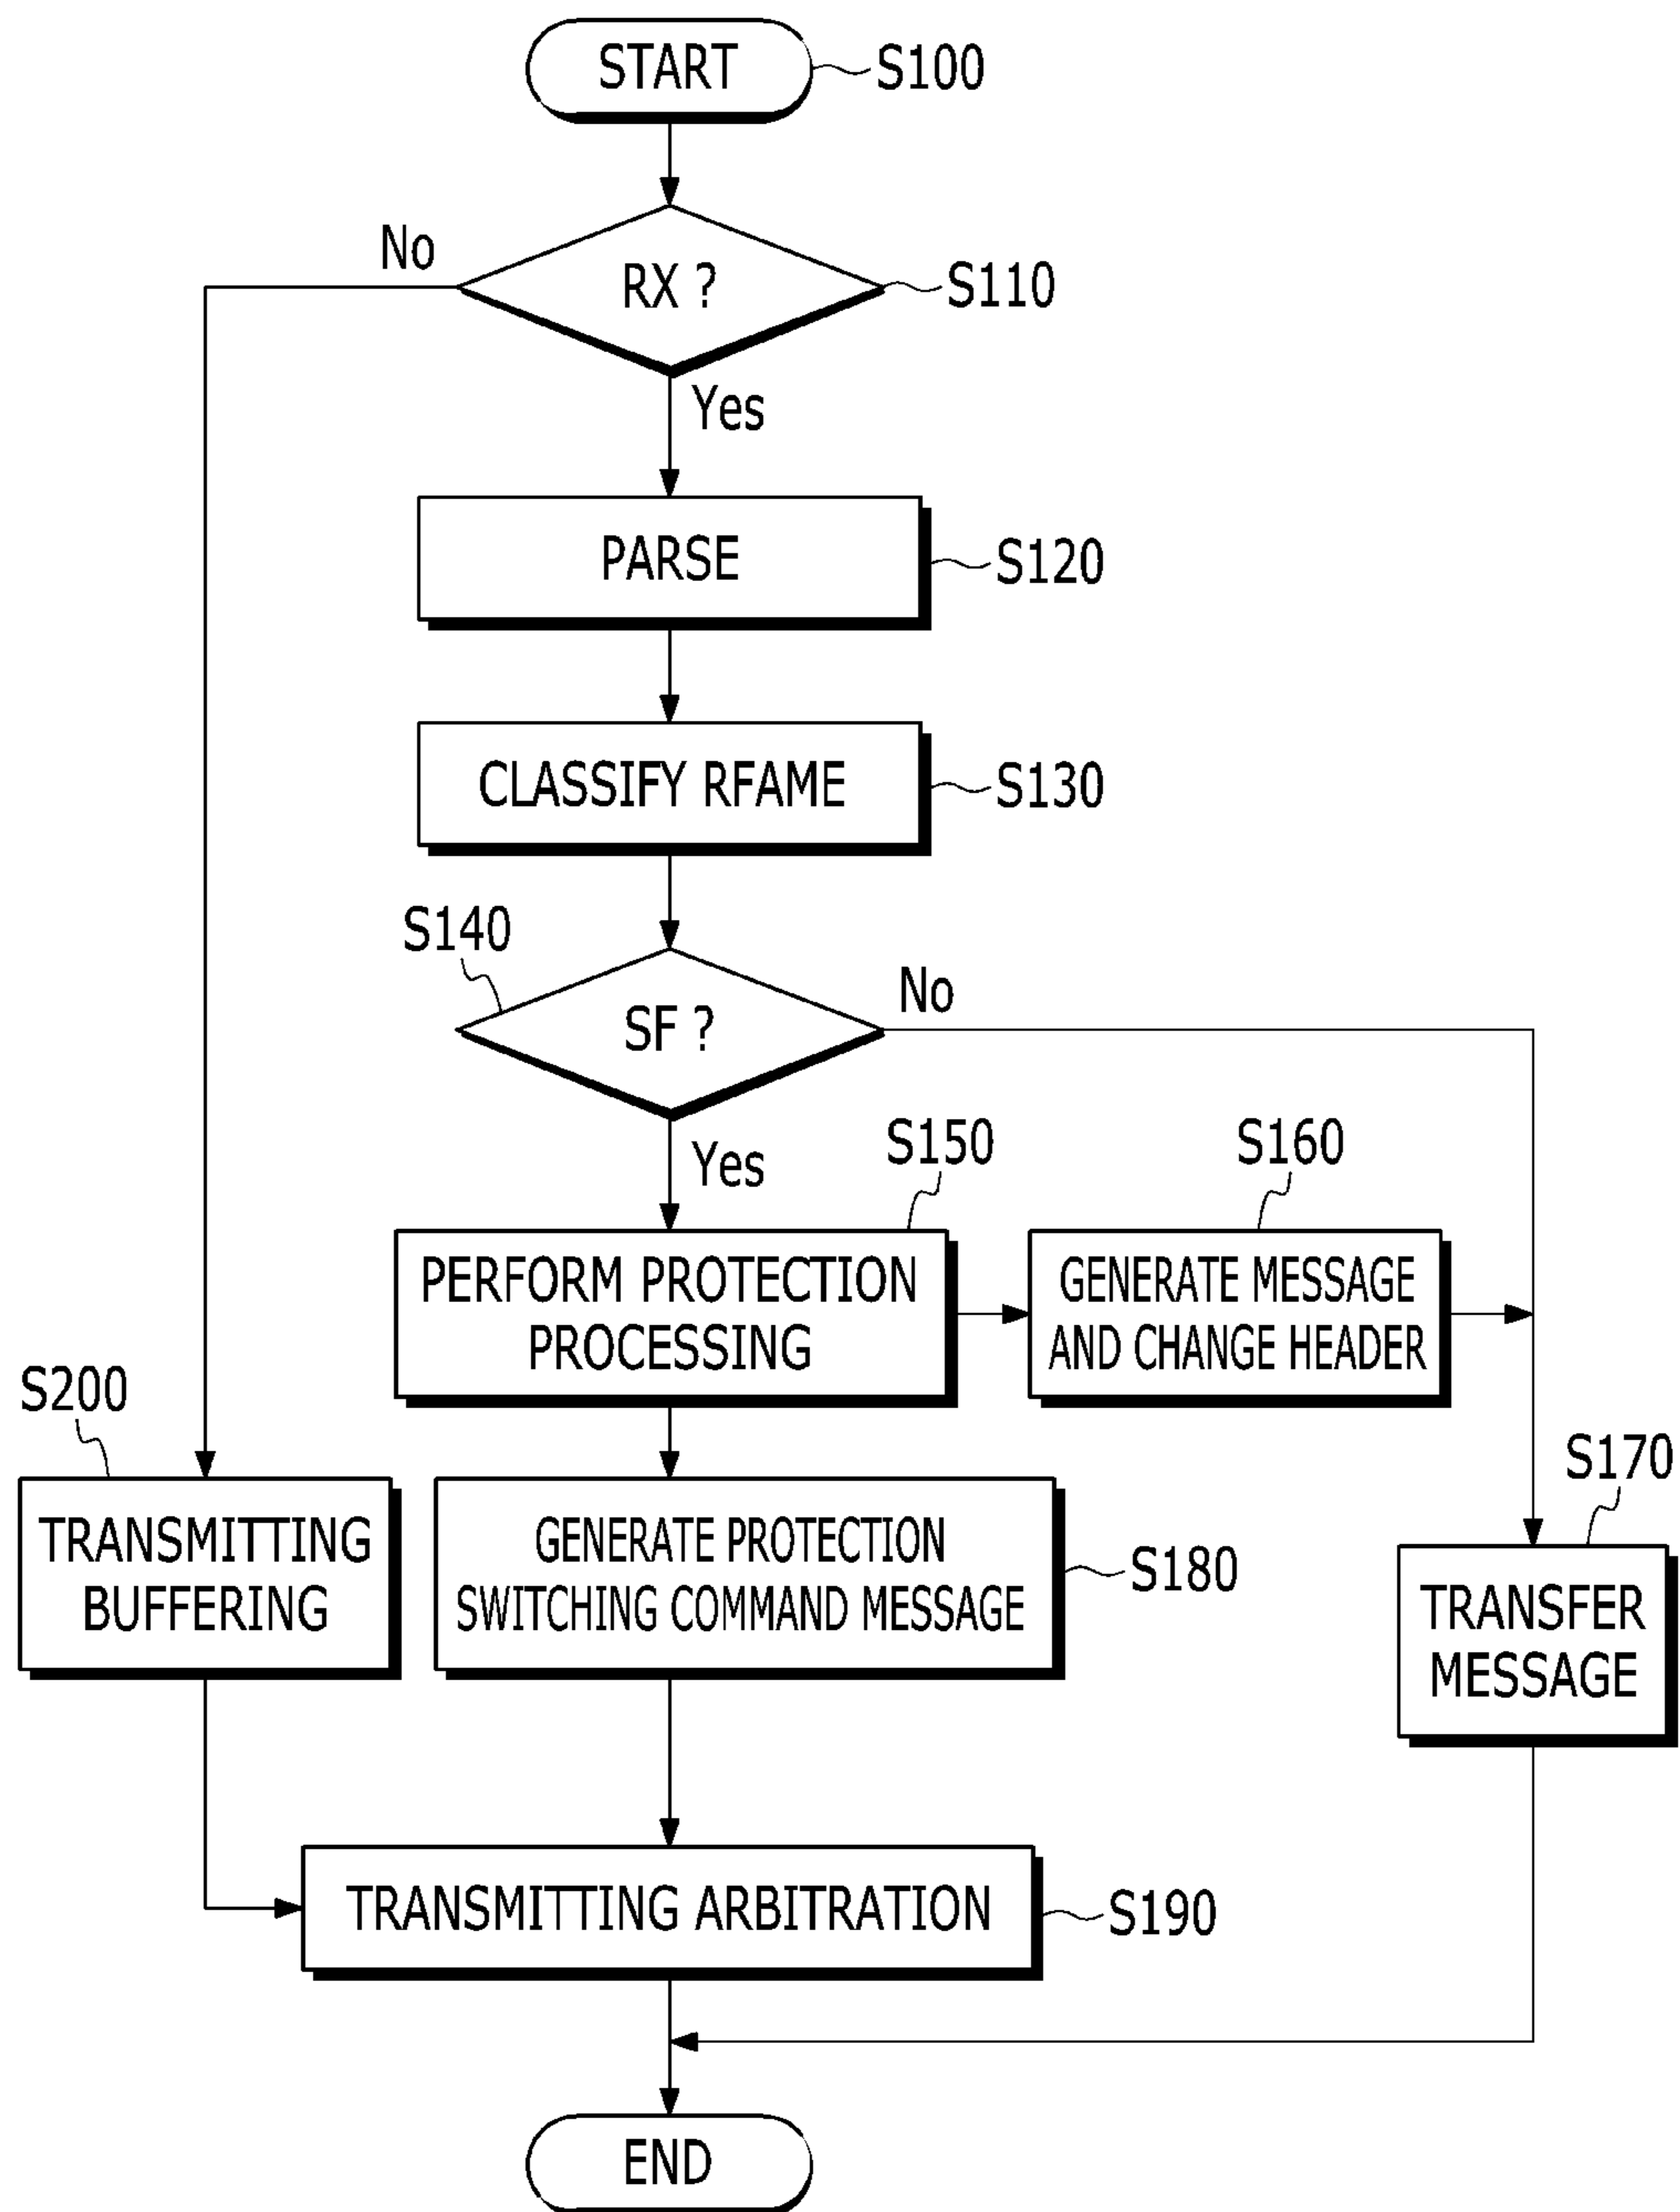 START
S100
No
RX ?
S110
Yes
PARSE
S120
CLASSIFY RFAME
S130
S140
No
SF ?
Yes
S150
S160
PERFORM PROTECTION
PROCESSING
GENERATE MESSAGE
AND CHANGE HEADER
S200
S170
TRANSMITTING
BUFFERING
GENERATE PROTECTION
SWITCHING COMMAND MESSAGE
S180
TRANSFER
MESSAGE
TRANSMITTING ARBITRATION
S190
END